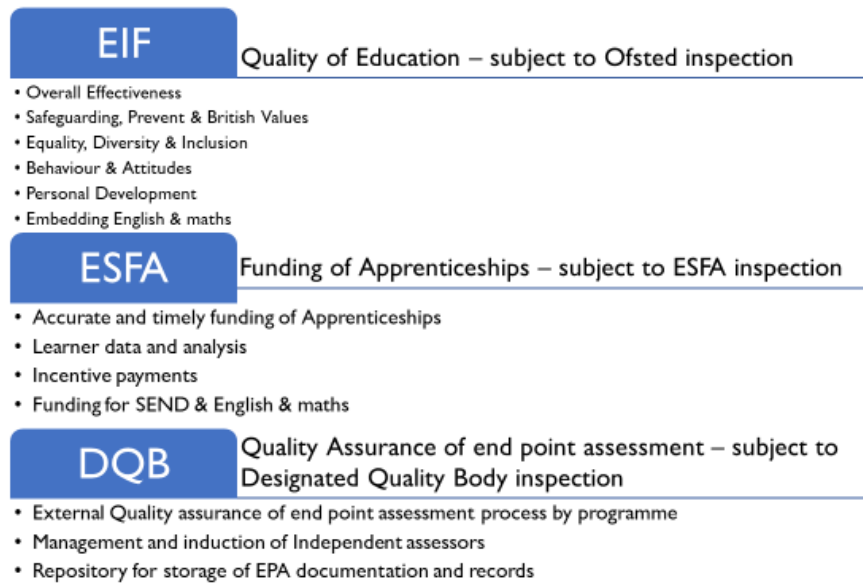 EIF
Quality of Education – subject to Ofsted inspection
• Overall Effectiveness
• Safeguarding, Prevent & British Values
• Equality, Diversity & Inclusion
• Behaviour & Attitudes
• Personal Development
• Embedding English & maths
ESFA
Funding of Apprenticeships – subject to ESFA inspection
• Accurate and timely funding of Apprenticeships
• Learner data and analysis
• Incentive payments
• Funding for SEND & English & maths
DQB
Quality Assurance of end point assessment – subject to
Designated Quality Body inspection
• External Quality assurance of end point assessment process by programme
• Management and induction of Independent assessors
• Repository for storage of EPA documentation and records